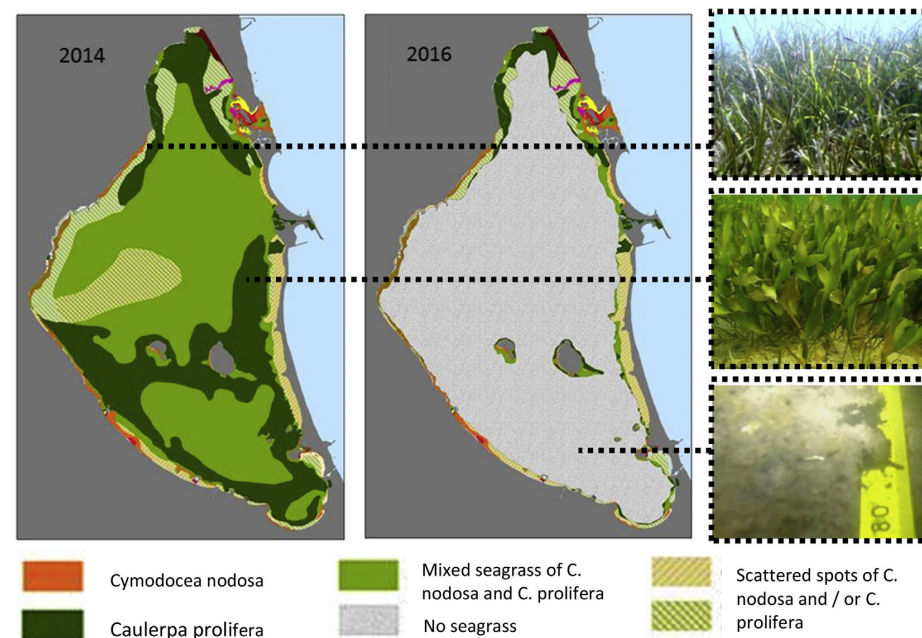 2014
2016
80
Cymodocea nodosa
Caulerpa prolifera
Mixed seagrass of C.
nodosa and C. prolifera
No seagrass
Scattered spots of C.
nodosa and / or C.
prolifera